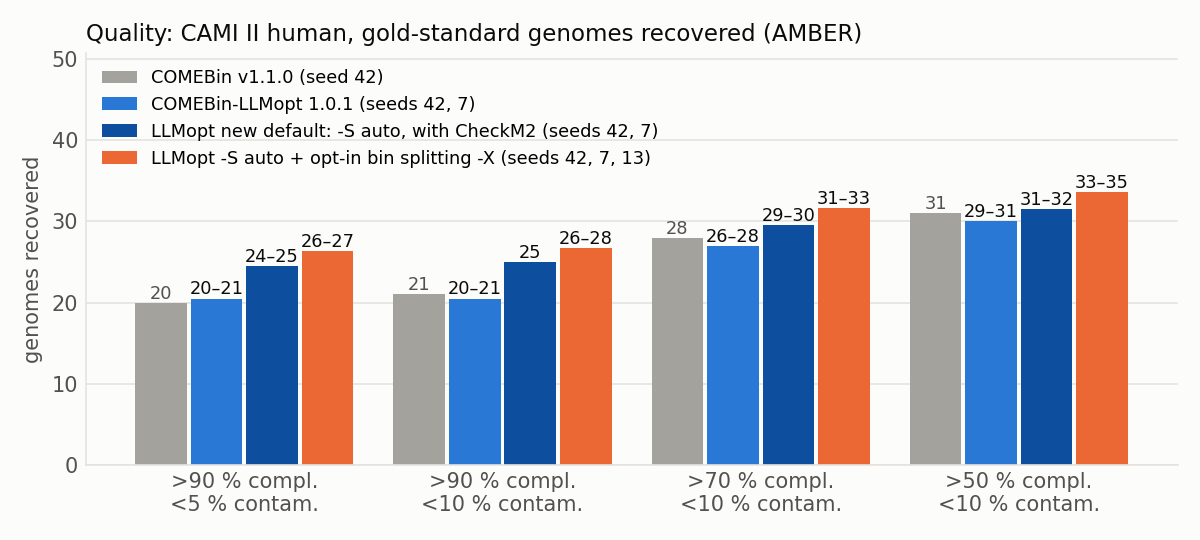 Quality: CAMI II human, gold-standard genomes recovered (AMBER)
50
COMEBin v1.1.0 (seed 42)
COMEBin-LLMopt 1.0.1 (seeds 42, 7)
LLMopt new default: -S auto, with CheckM2 (seeds 42, 7)
LLMopt -S auto + opt-in bin splitting -X (seeds 42, 7, 13)
40
30
20
10
0
genomes recovered
20
20–21
24–25
26–27
21
20–21
25
26–28
28
26–28
29–30
31–33
31
29–31
31–32
33–35
>90 % compl.
<5 % contam.
>90 % compl.
<10 % contam.
>70 % compl.
<10 % contam.
>50 % compl.
<10 % contam.